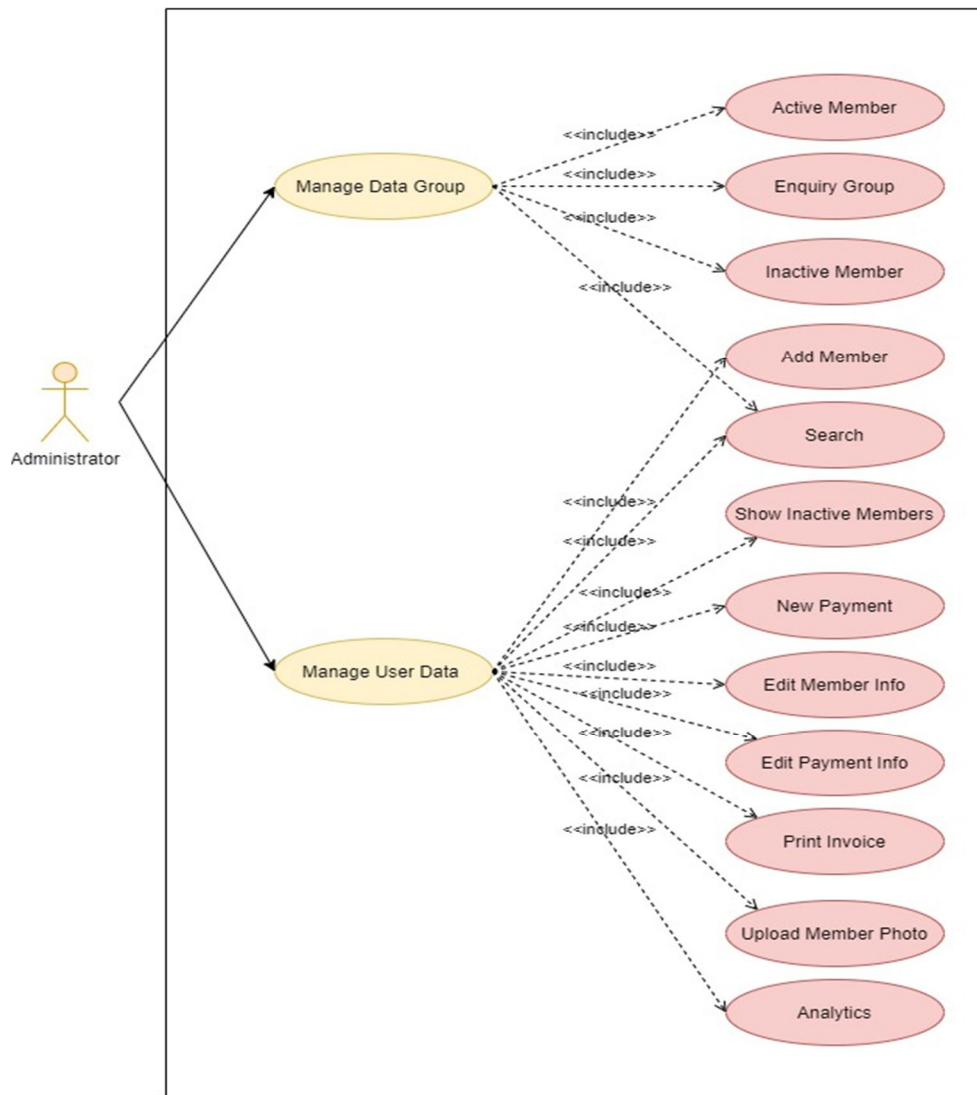 Active Member
<<include>>
Manage Data Group
<<include>>
Enquiry Group
<<include>>
Inactive Member
<<include>>
Add Member
Search
Administrator
<<include>>
Show Inactive Members
<<include>>
<<include>>
New Payment
<<include>>
Manage User Data
<<include>>
Edit Member Info
<<include>>
<<include>>
Edit Payment Info
<<include>>
<<include>>
Print Invoice
Upload Member Photo
Analytics